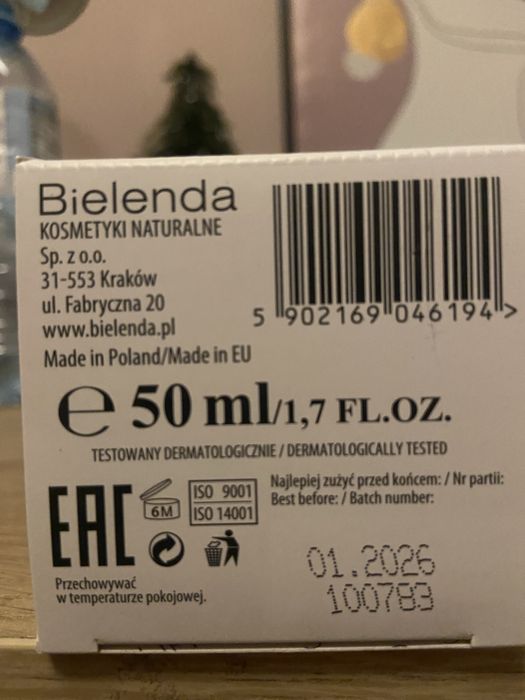 Bielenda
KOSMETYKI NATURALNE
Sp. z o.o.
31-553 Kraków
ul. Fabryczna 20
www.bielenda.pl
Made in Poland/Made in EU
5 902169 046194 >
e 50 ml/1,7 FL.OZ.
TESTOWANY DERMATOLOGICZNIE / DERMATOLOGICALLY TESTED
EAC
6M
ISO 9001
ISO 14001
Najlepiej zużyć przed końcem: / Nr partii:
Best before: / Batch number:
01.2026
100783
Przechowywać
w temperaturze pokojowej.